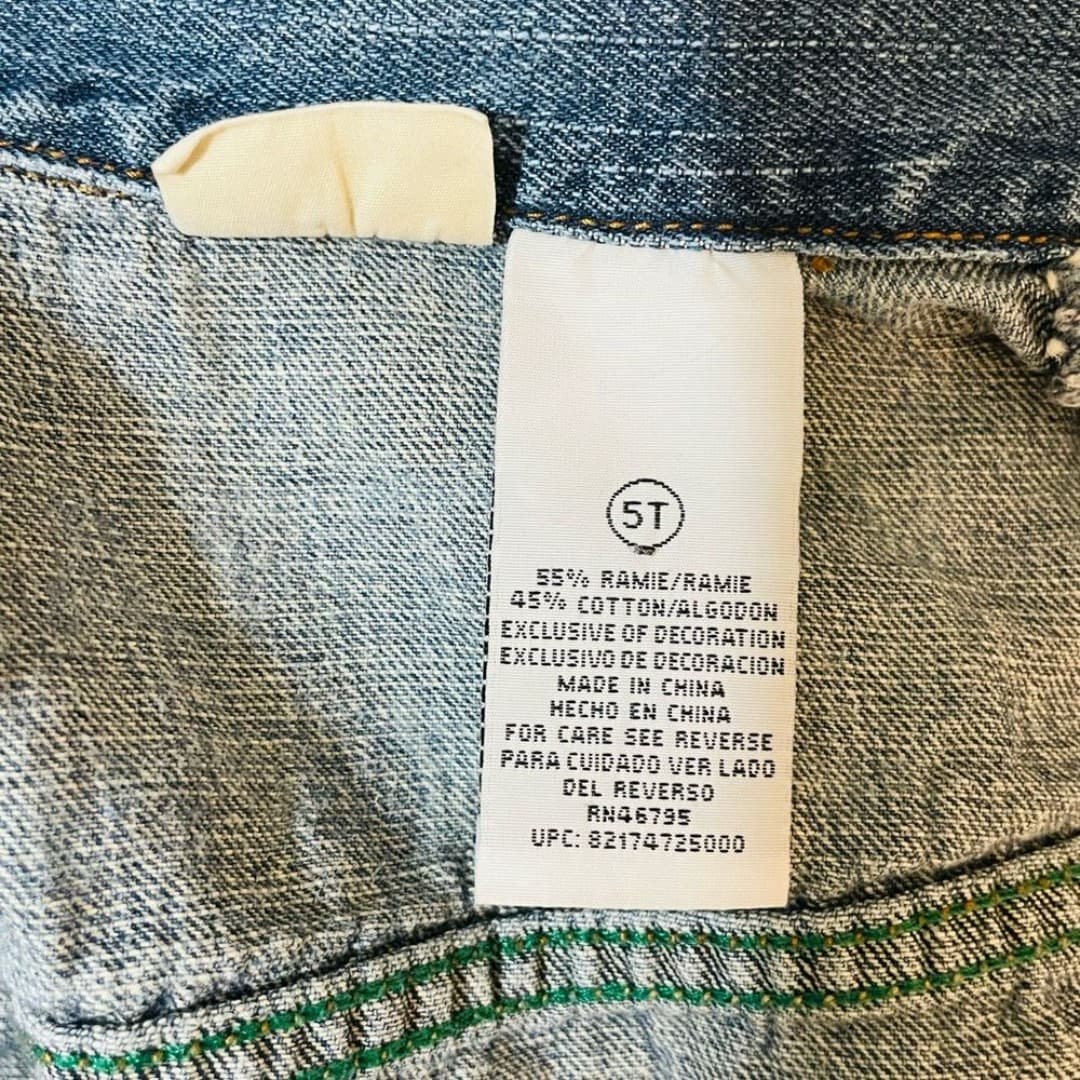 5T
55% RAMIE/RAMIE
45% COTTON/ALGODON
EXCLUSIVE OF DECORATION
EXCLUSIVO DE DECORACION
MADE IN CHINA
HECHO EN CHINA
FOR CARE SEE REVERSE
PARA CUIDADO VER LADO
DEL REVERSO
RN46795
UPC: 82174725000